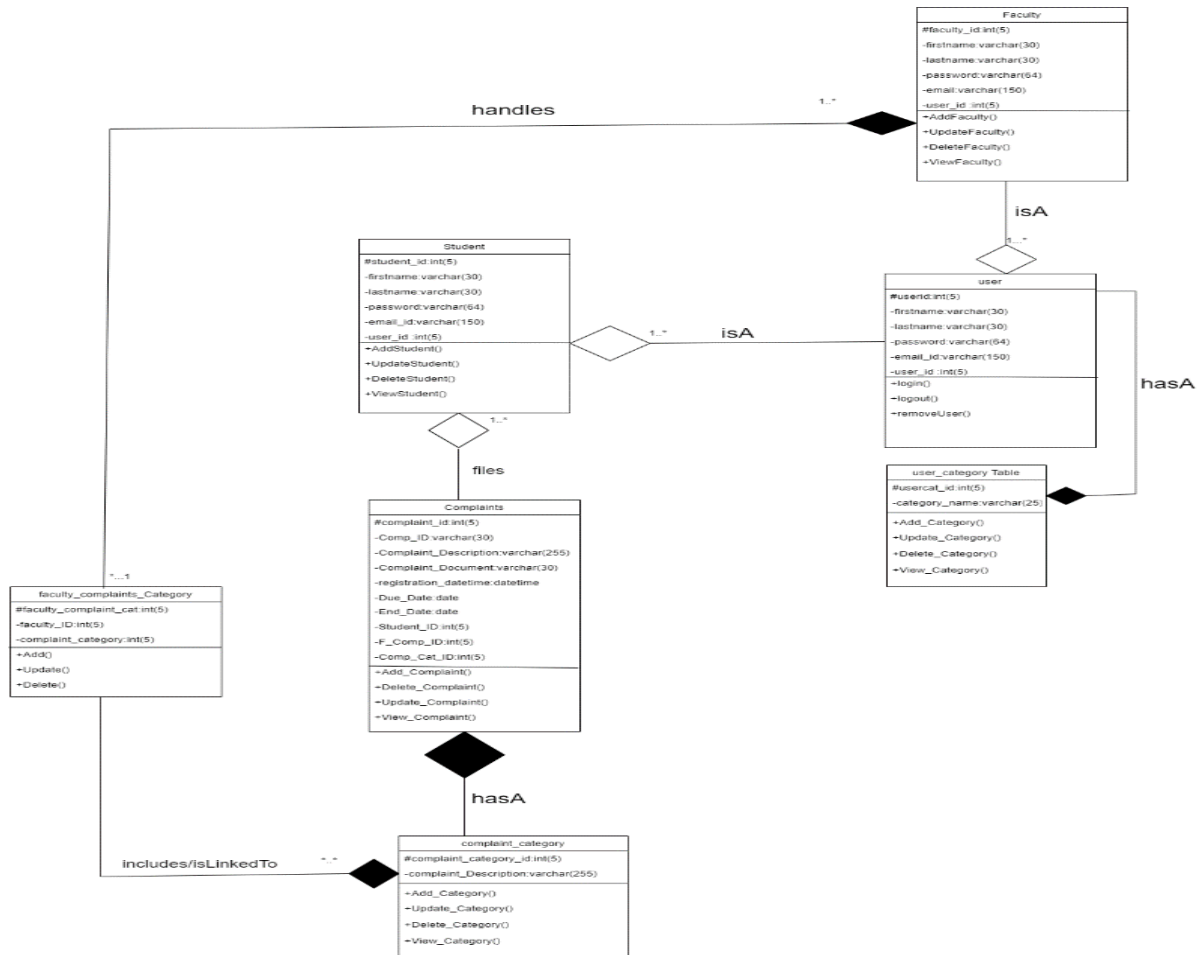 Faculty
#faculty_id:int(5)
-firstname:varchar(30)
-lastname:varchar(30)
-password:varchar(64)
-email:varchar(150)
-user_id :int(5)
+AddFaculty()
+UpdateFaculty()
+DeleteFaculty()
+ViewFaculty()
handles
1..*
isA
1...*
Student
#student_id:int(5)
-firstname:varchar(30)
-lastname:varchar(30)
-password:varchar(64)
-email_id:varchar(150)
-user_id :int(5)
+AddStudent()
+UpdateStudent()
+DeleteStudent()
+ViewStudent()
1..*
isA
user
#userid:int(5)
-firstname:varchar(30)
-lastname:varchar(30)
-password:varchar(64)
-email_id:varchar(150)
-user_id :int(5)
+login()
+logout()
+removeUser()
hasA
1..*
files
user_category Table
#usercat_id:int(5)
-category_name:varchar(25)
+Add_Category()
+Update_Category()
+Delete_Category()
+View_Category()
Complaints
#complaint_id:int(5)
-Comp_ID:varchar(30)
-Complaint_Description:varchar(255)
-Complaint_Document:varchar(30)
-registration_datetime:datetime
-Due_Date:date
-End_Date:date
-Student_ID:int(5)
-F_Comp_ID:int(5)
-Comp_Cat_ID:int(5)
+Add_Complaint()
+Delete_Complaint()
+Update_Complaint()
+View_Complaint()
*...1
faculty_complaints_Category
#faculty_complaint_cat:int(5)
-faculty_ID:int(5)
-complaint_category:int(5)
+Add()
+Update()
+Delete()
hasA
includes/isLinkedTo
*..*
complaint_category
#complaint_category_id:int(5)
-complaint_Description:varchar(255)
+Add_Category()
+Update_Category()
+Delete_Category()
+View_Category()